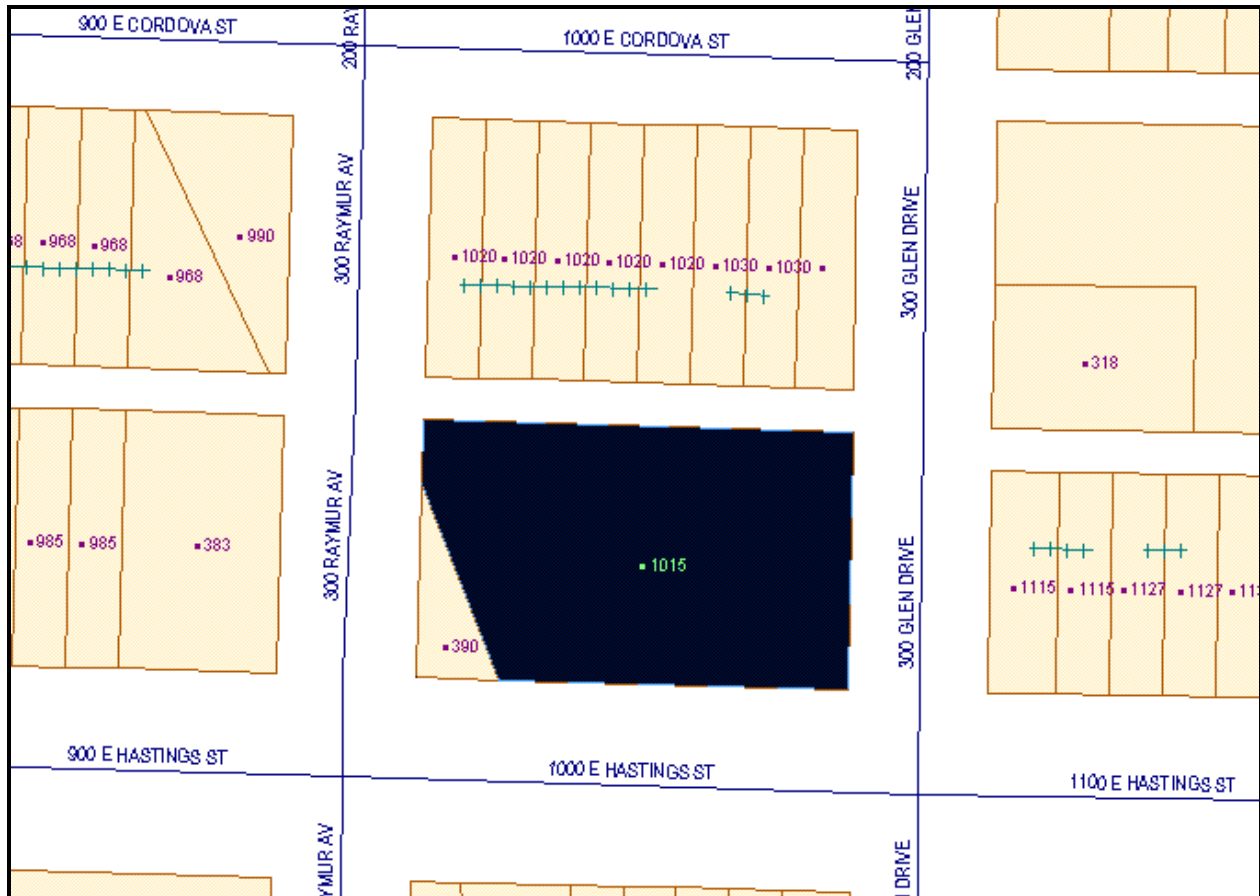 900 E CORDOVA ST
1000 E CORDOVA ST
200 RAY
200 GLEN
300 RAYMUR AV
300 GLEN DRIVE
68 968 968 968 990
1020 1020 1020 1020 1020 1030 1030
318
300 RAYMUR AV
300 GLEN DRIVE
985 985 383
1015
390
1115 1115 1127 1127 113
900 E HASTINGS ST
1000 E HASTINGS ST
1100 E HASTINGS ST
YMUR AV
DRIVE